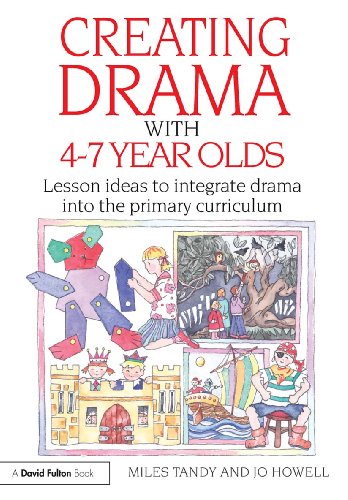 CREATING
DRAMA
WITH
4-7 YEAR OLDS
Lesson ideas to integrate drama
into the primary curriculum
A David Fulton Book
MILES TANDY AND JO HOWELL